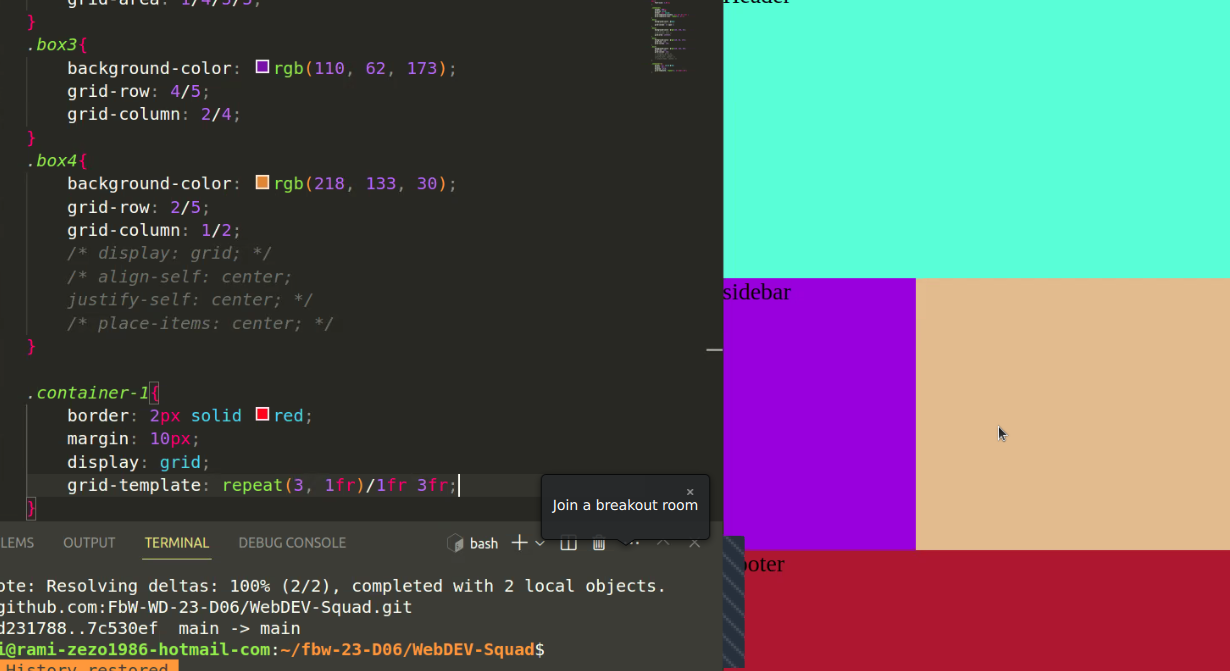 grid-area: 1/4/3/5;
}
.box3{
background-color: rgb(110, 62, 173);
grid-row: 4/5;
grid-column: 2/4;
}
.box4{
background-color: rgb(218, 133, 30);
grid-row: 2/5;
grid-column: 1/2;
/* display: grid; */
/* align-self: center;
justify-self: center; */
/* place-items: center; */
}
.container-1{
border: 2px solid red;
margin: 10px;
display: grid;
grid-template: repeat(3, 1fr)/1fr 3fr;
}
Join a breakout room
LEMS OUTPUT TERMINAL DEBUG CONSOLE bash
ote: Resolving deltas: 100% (2/2), completed with 2 local objects.
github.com:FbW-WD-23-D06/WebDEV-Squad.git
d231788..7c530ef main -> main
i@rami-zezo1986-hotmail-com:~/fbw-23-D06/WebDEV-Squad$
History restored
Header
sidebar
ooter